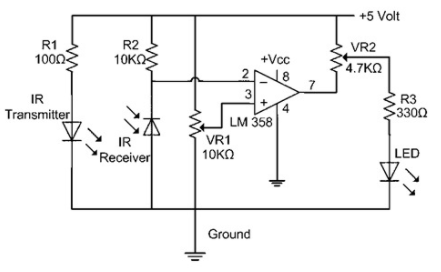 +5 Volt
R1
100Ω
R2
10KΩ
+Vcc
VR2
4.7KΩ
2
8
7
−
3
+
4
IR
Transmitter
IR
Receiver
VR1
10KΩ
LM 358
R3
330Ω
LED
Ground